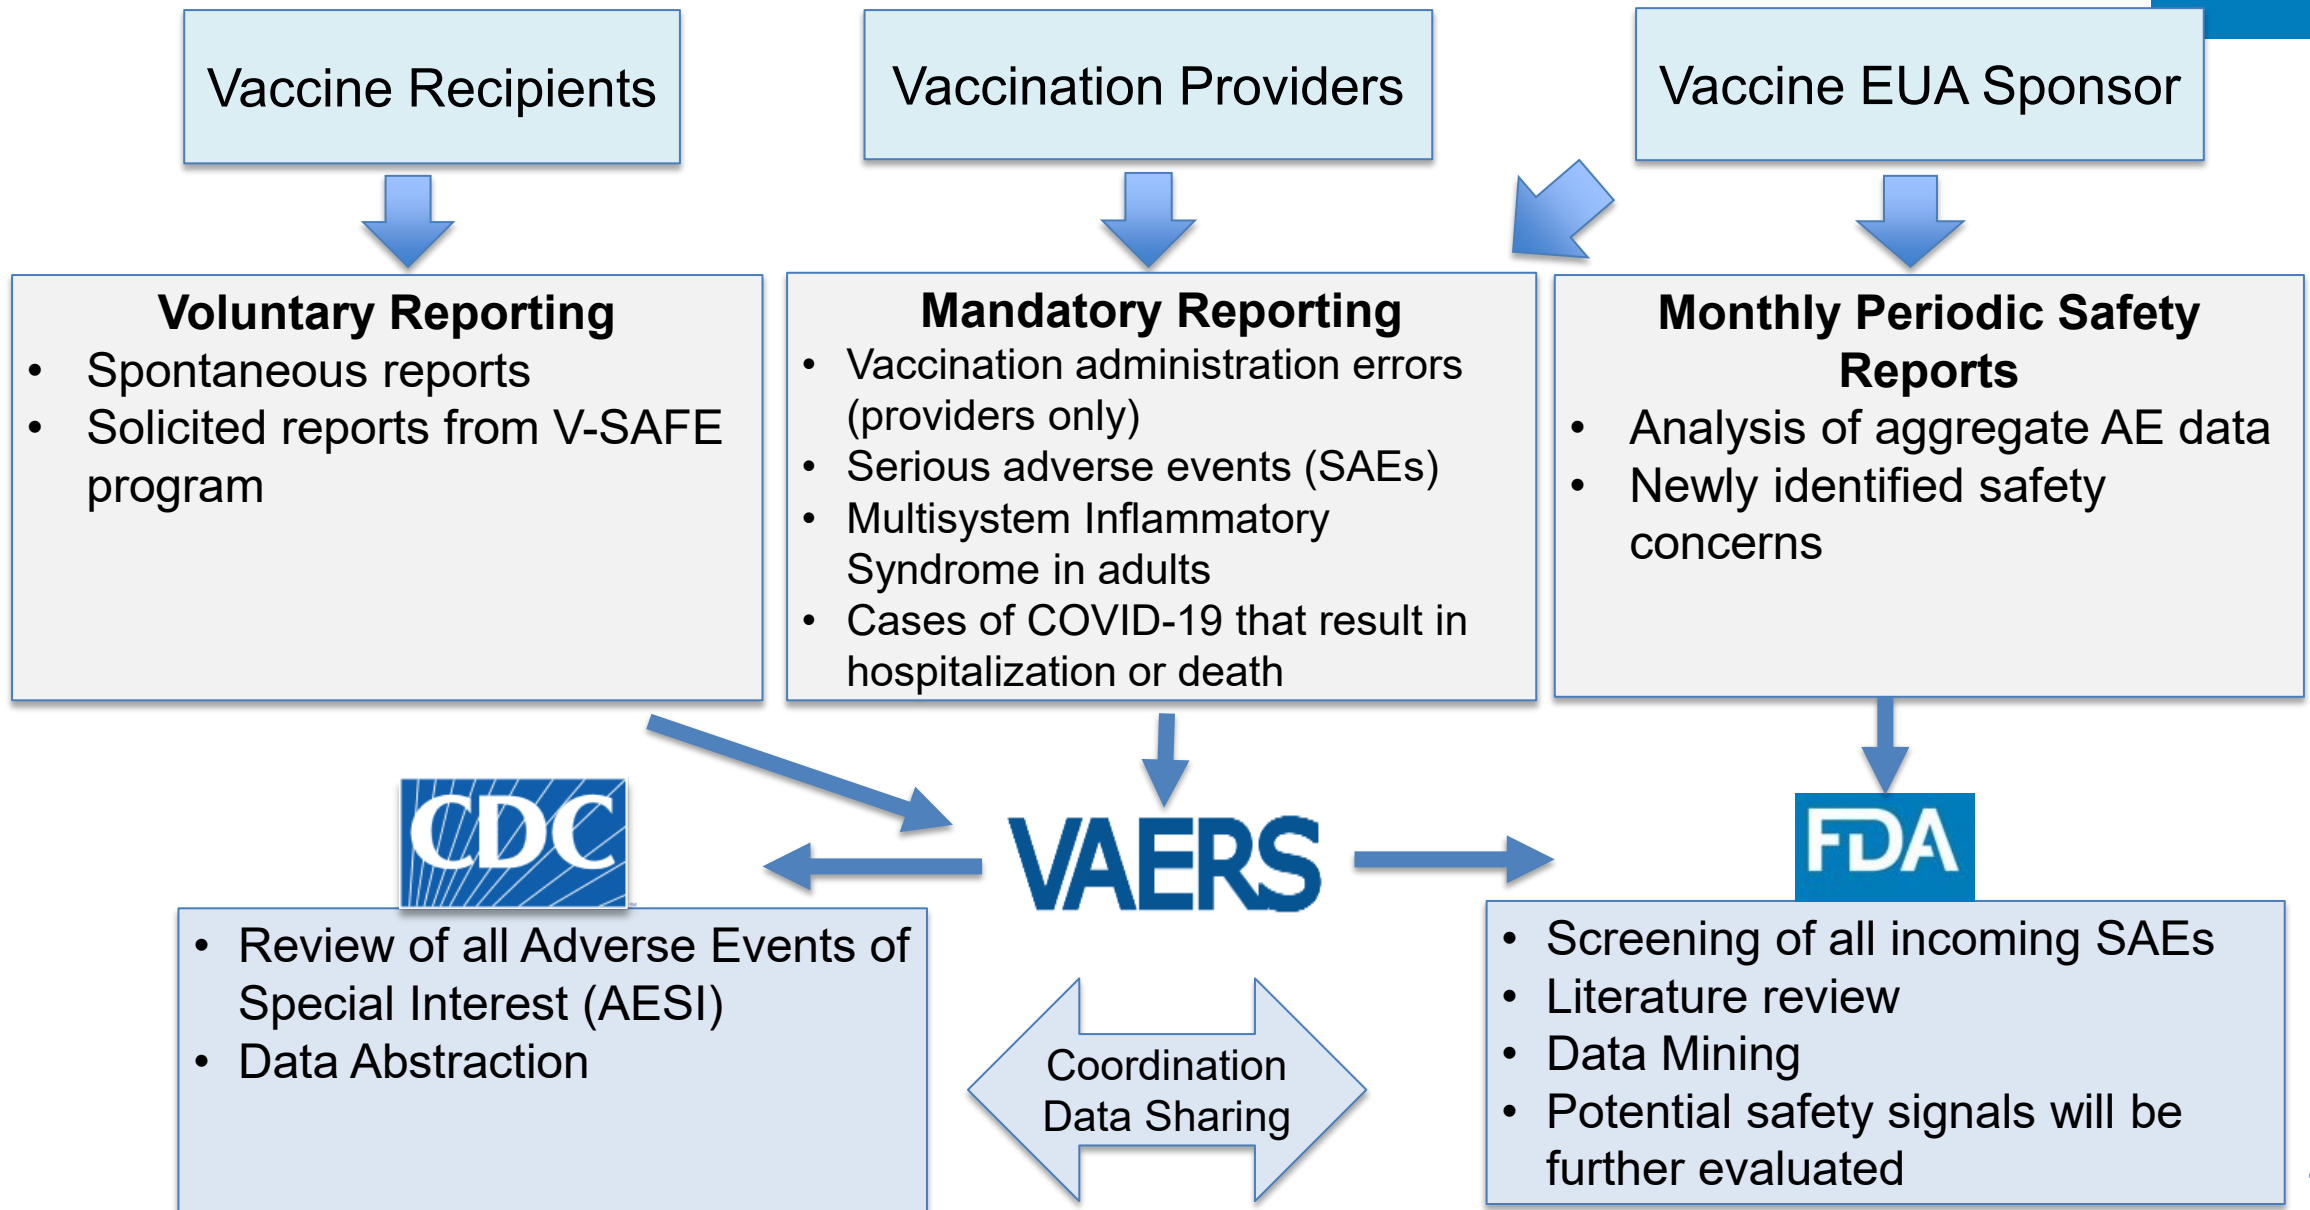 Vaccine Recipients
Vaccination Providers
Vaccine EUA Sponsor
Voluntary Reporting
• Spontaneous reports
• Solicited reports from V-SAFE
program
Mandatory Reporting
• Vaccination administration errors
(providers only)
• Serious adverse events (SAEs)
• Multisystem Inflammatory
Syndrome in adults
• Cases of COVID-19 that result in
hospitalization or death
Monthly Periodic Safety
Reports
• Analysis of aggregate AE data
• Newly identified safety
concerns
CDC
VAERS
FDA
• Review of all Adverse Events of
Special Interest (AESI)
• Data Abstraction
Coordination
Data Sharing
• Screening of all incoming SAEs
• Literature review
• Data Mining
• Potential safety signals will be
further evaluated